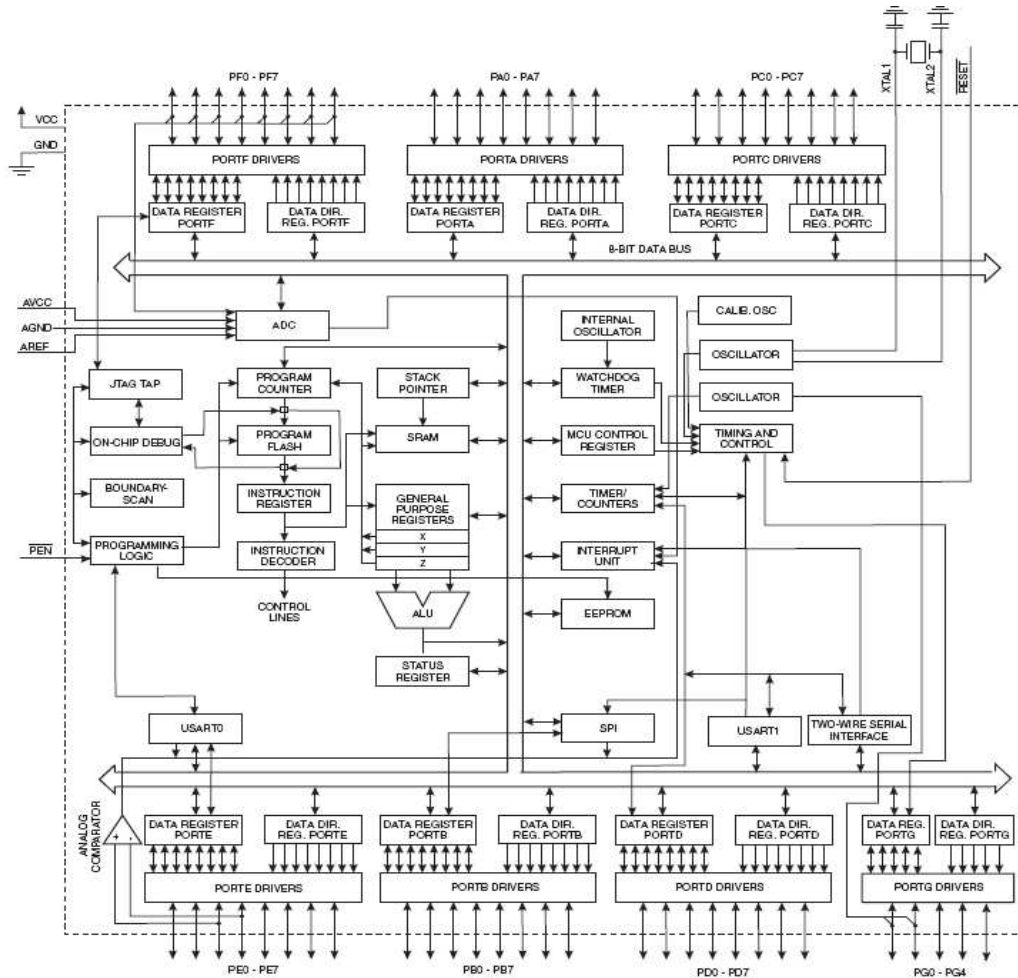 XTAL1
XTAL2
RESET
PF0 - PF7
PA0 - PA7
PC0 - PC7
VCC
GND
PORTF DRIVERS
PORTA DRIVERS
PORTC DRIVERS
DATA REGISTER
PORTF
DATA DIR.
REG. PORTF
DATA REGISTER
PORTA
DATA DIR.
REG. PORTA
DATA REGISTER
PORTC
DATA DIR.
REG. PORTC
8-BIT DATA BUS
AVCC
AGND
AREF
ADC
INTERNAL
OSCILLATOR
CALIB. OSC
OSCILLATOR
JTAG TAP
PROGRAM
COUNTER
STACK
POINTER
WATCHDOG
TIMER
OSCILLATOR
ON-CHIP DEBUG
PROGRAM
FLASH
SRAM
MCU CONTROL
REGISTER
TIMING AND
CONTROL
BOUNDARY-
SCAN
INSTRUCTION
REGISTER
GENERAL
PURPOSE
REGISTERS
X
Y
Z
TIMER/
COUNTERS
PEN
PROGRAMMING
LOGIC
INSTRUCTION
DECODER
INTERRUPT
UNIT
CONTROL
LINES
ALU
EEPROM
STATUS
REGISTER
USART0
SPI
USART1
TWO-WIRE SERIAL
INTERFACE
ANALOG
COMPARATOR
+
-
DATA REGISTER
PORTE
DATA DIR.
REG. PORTE
DATA REGISTER
PORTB
DATA DIR.
REG. PORTB
DATA REGISTER
PORTD
DATA DIR.
REG. PORTD
DATA REG.
PORTG
DATA DIR.
REG. PORTG
PORTE DRIVERS
PORTB DRIVERS
PORTD DRIVERS
PORTG DRIVERS
PE0 - PE7
PB0 - PB7
PD0 - PD7
PG0 - PG4